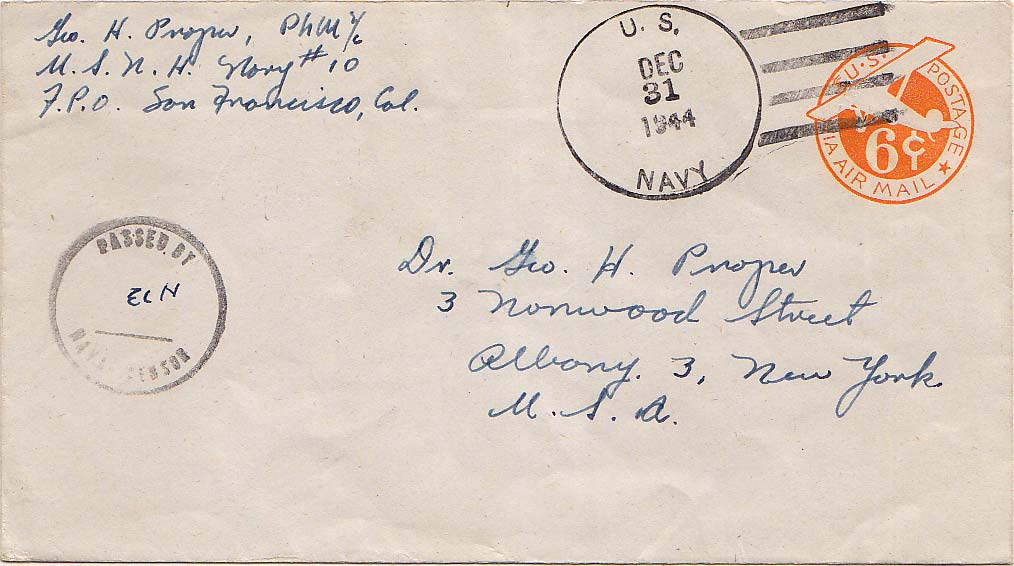 Geo. H. Proper, PhM 1/c
U. S. N. H. Navy #10
F.P.O. San Francisco, Cal.
U. S.
DEC
31
1944
NAVY
U.S. POSTAGE
VIA AIR MAIL
6¢
PASSED BY
NAVAL CENSOR
Dr. Geo. H. Proper
3 Norwood Street
Albany 3, New York
U. S. A.